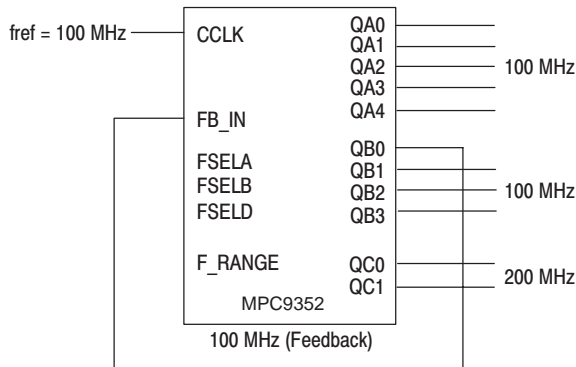 fref = 100 MHz
CCLK
FB_IN
FSELA
FSELB
FSELD
F_RANGE
MPC9352
QA0
QA1
QA2
QA3
QA4
100 MHz
QB0
QB1
QB2
QB3
100 MHz
QC0
QC1
200 MHz
100 MHz (Feedback)